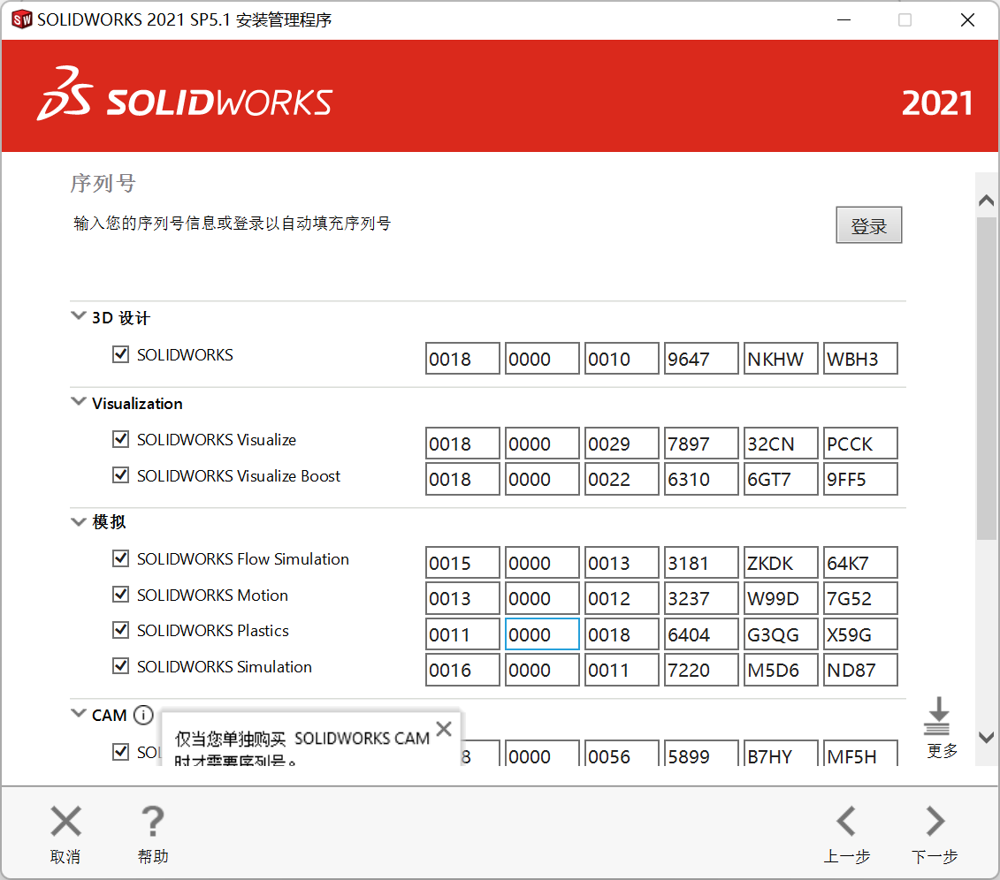 SOLIDWORKS 2021 SP5.1 安装管理程序
SOLIDWORKS 2021
序列号
输入您的序列号信息或登录以自动填充序列号 登录
3D 设计
SOLIDWORKS 0018 0000 0010 9647 NKHW WBH3
Visualization
SOLIDWORKS Visualize 0018 0000 0029 7897 32CN PCCK
SOLIDWORKS Visualize Boost 0018 0000 0022 6310 6GT7 9FF5
模拟
SOLIDWORKS Flow Simulation 0015 0000 0013 3181 ZKDK 64K7
SOLIDWORKS Motion 0013 0000 0012 3237 W99D 7G52
SOLIDWORKS Plastics 0011 0000 0018 6404 G3QG X59G
SOLIDWORKS Simulation 0016 0000 0011 7220 M5D6 ND87
CAM
仅当您单独购买 SOLIDWORKS CAM
时才需要序列号。
SOL 8 0000 0056 5899 B7HY MF5H
更多
取消 帮助 上一步 下一步